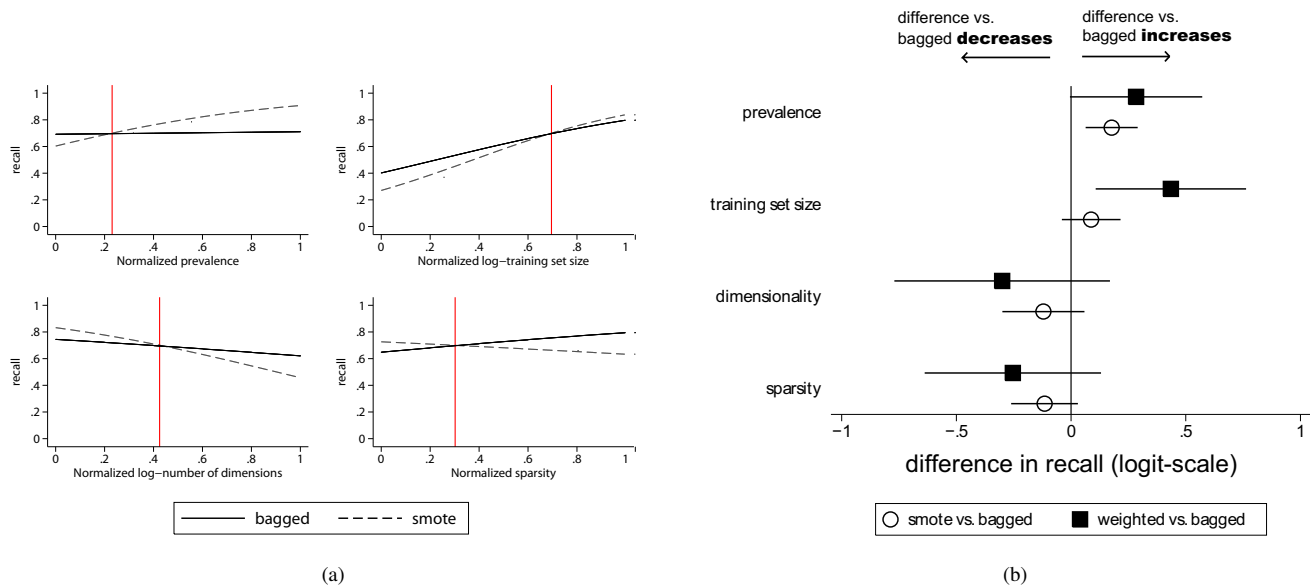 1
.8
.6
.4
.2
0
recall
0 .2 .4 .6 .8 1
Normalized prevalence
1
.8
.6
.4
.2
0
recall
0 .2 .4 .6 .8 1 0
Normalized log−training set size
1
.8
.6
.4
.2
0
recall
0 .2 .4 .6 .8 1
Normalized log−number of dimensions
1
.8
.6
.4
.2
0
recall
0 .2 .4 .6 .8 1 0
Normalized sparsity
bagged smote
(a)
difference vs.
bagged decreases
difference vs.
bagged increases
prevalence
training set size
dimensionality
sparsity
−1 −.5 0 .5 1
difference in recall (logit-scale)
smote vs. bagged weighted vs. bagged
(b)